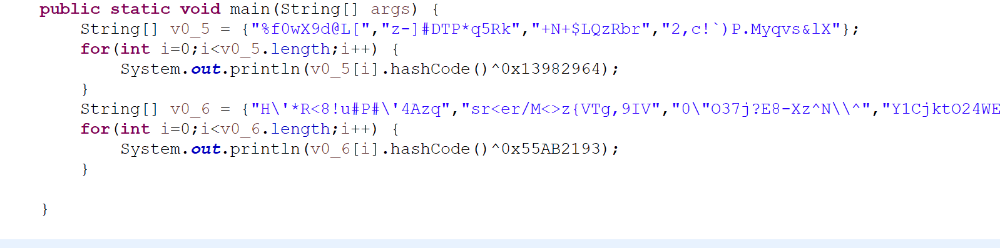 public static void main(String[] args) {
String[] v0_5 = {"%f0wX9d@L[","z-]#DTP*q5Rk","+N+$LQzRbr","2,c!`)P.Myqvs&lX"};
for(int i=0;i<v0_5.length;i++) {
System.out.println(v0_5[i].hashCode()^0x13982964);
}
String[] v0_6 = {"H\'*R<8!u#P#\'4Azq","sr<er/M<>z{VTg,9IV","0\"O37j?E8-Xz^N\\^","Y1CjktO24WE
for(int i=0;i<v0_6.length;i++) {
System.out.println(v0_6[i].hashCode()^0x55AB2193);
}
}